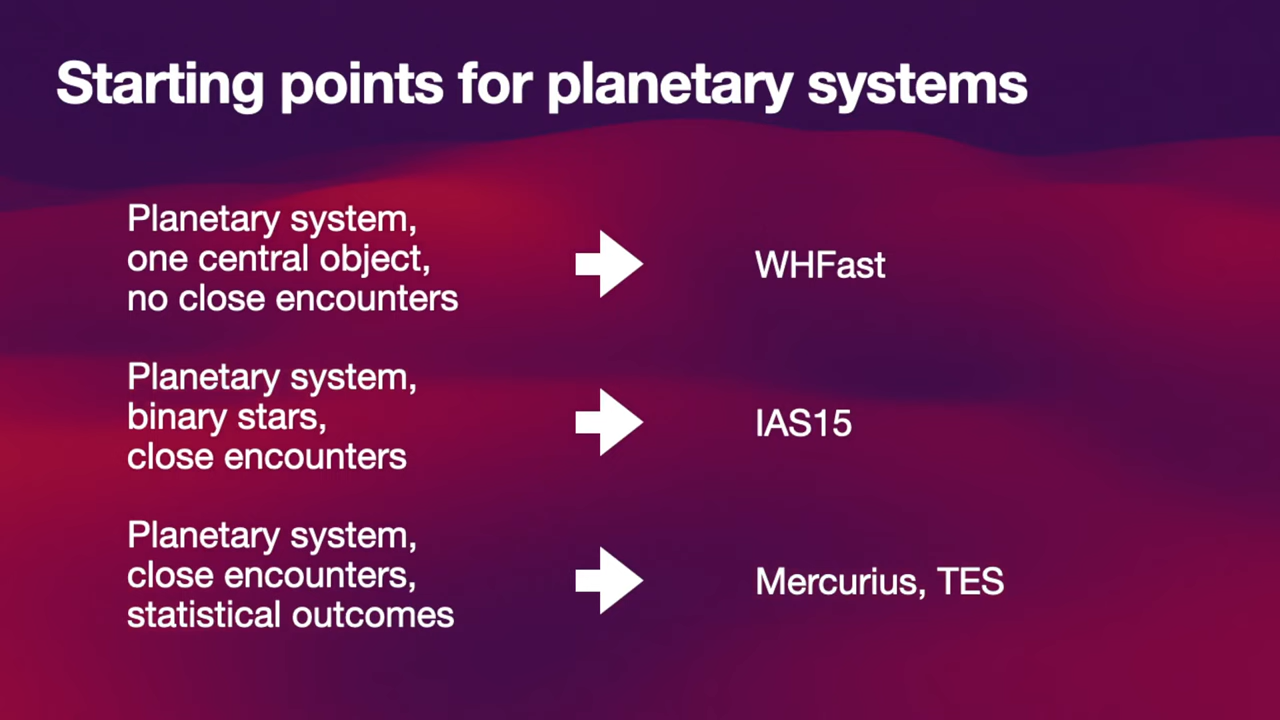 Starting points for planetary systems
Planetary system,
one central object,
no close encounters
WHFast
Planetary system,
binary stars,
close encounters
IAS15
Planetary system,
close encounters,
statistical outcomes
Mercurius, TES